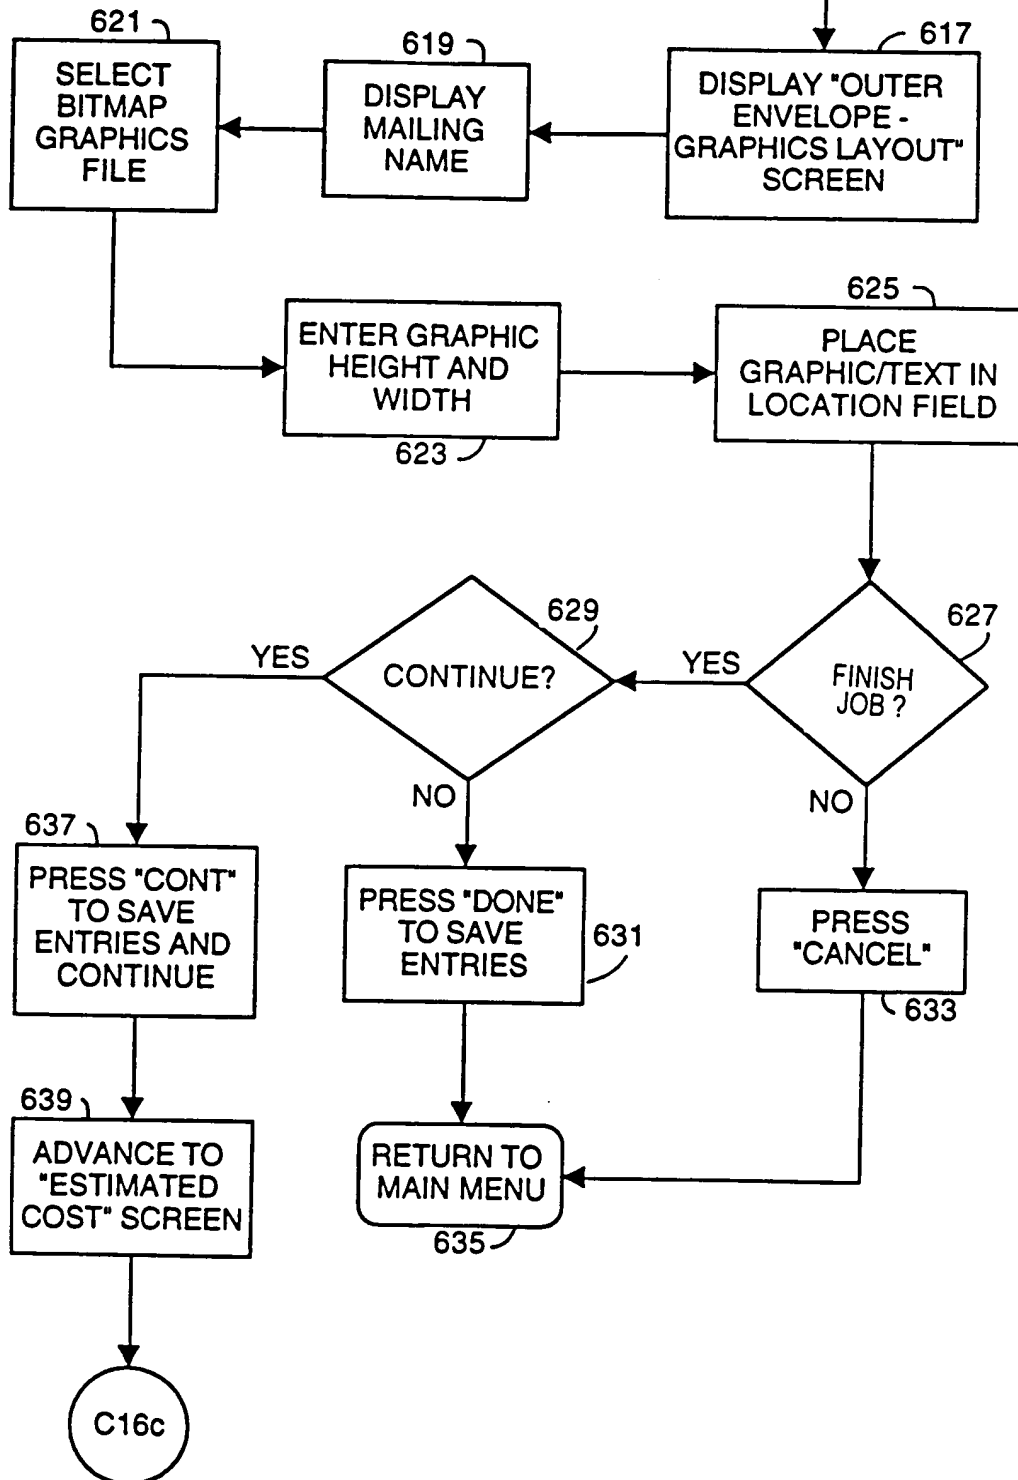 621
SELECT
BITMAP
GRAPHICS
FILE
619
DISPLAY
MAILING
NAME
617
DISPLAY "OUTER
ENVELOPE -
GRAPHICS LAYOUT"
SCREEN
ENTER GRAPHIC
HEIGHT AND
WIDTH
623
625
PLACE
GRAPHIC/TEXT IN
LOCATION FIELD
627
FINISH
JOB ?
YES
NO
629
CONTINUE?
YES
NO
637
PRESS "CONT"
TO SAVE
ENTRIES AND
CONTINUE
PRESS "DONE"
TO SAVE
ENTRIES
631
PRESS
"CANCEL"
633
639
ADVANCE TO
"ESTIMATED
COST" SCREEN
RETURN TO
MAIN MENU
635
C16c